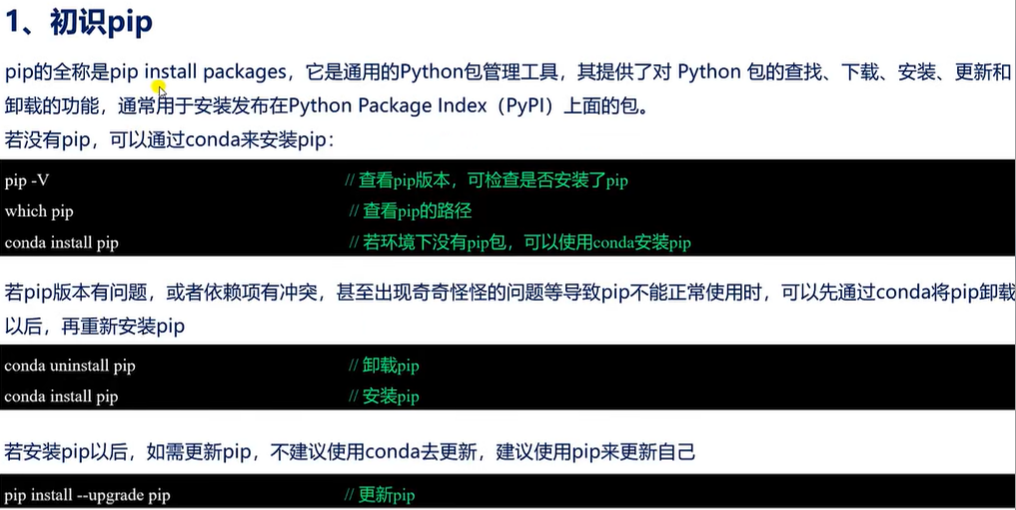 1、初识pip
pip的全称是pip install packages，它是通用的Python包管理工具，其提供了对 Python 包的查找、下载、安装、更新和
卸载的功能，通常用于安装发布在Python Package Index（PyPI）上面的包。
若没有pip，可以通过conda来安装pip：
pip -V // 查看pip版本，可检查是否安装了pip
which pip // 查看pip的路径
conda install pip // 若环境下没有pip包，可以使用conda安装pip
若pip版本有问题，或者依赖项有冲突，甚至出现奇奇怪怪的问题等导致pip不能正常使用时，可以先通过conda将pip卸载
以后，再重新安装pip
conda uninstall pip // 卸载pip
conda install pip // 安装pip
若安装pip以后，如需更新pip，不建议使用conda去更新，建议使用pip来更新自己
pip install --upgrade pip // 更新pip